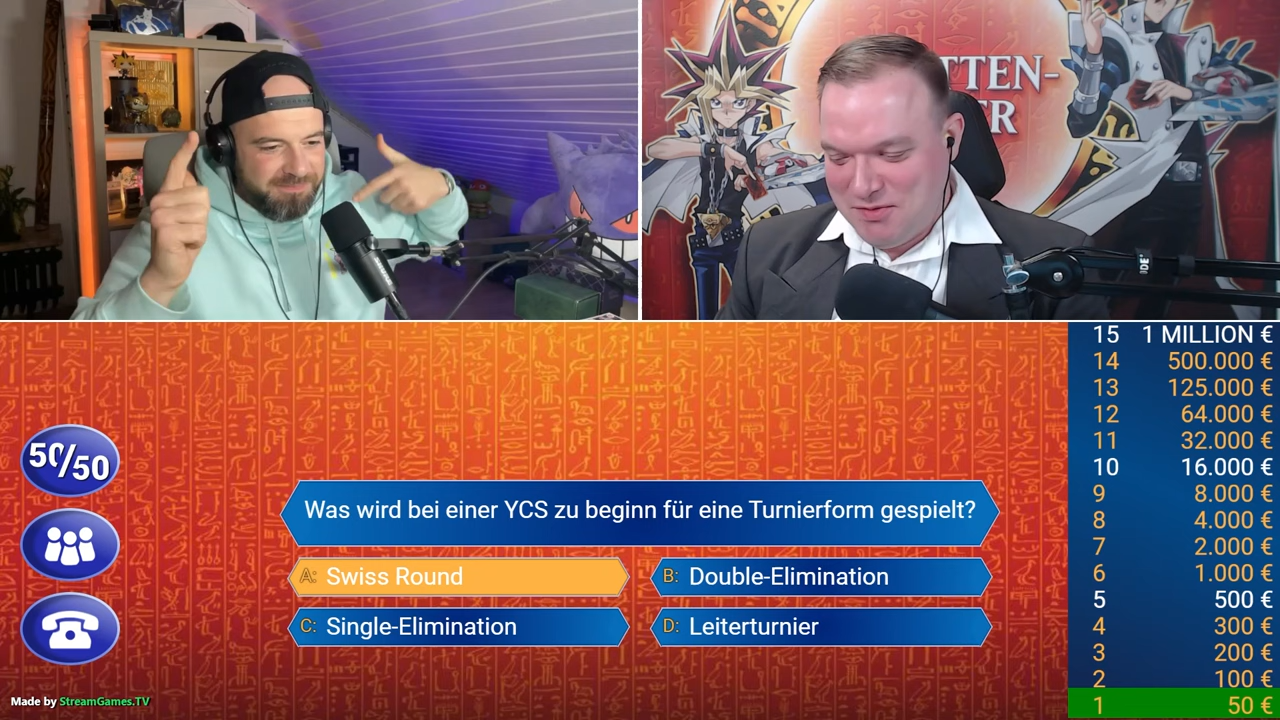 TTEN-
ER
DE
15 1 MILLION €
14 500.000 €
13 125.000 €
12 64.000 €
11 32.000 €
10 16.000 €
9 8.000 €
8 4.000 €
7 2.000 €
6 1.000 €
5 500 €
4 300 €
3 200 €
2 100 €
1 50 €
50/50
Was wird bei einer YCS zu beginn für eine Turnierform gespielt?
A: Swiss Round
B: Double-Elimination
C: Single-Elimination
D: Leiterturnier
Made by StreamGames.TV